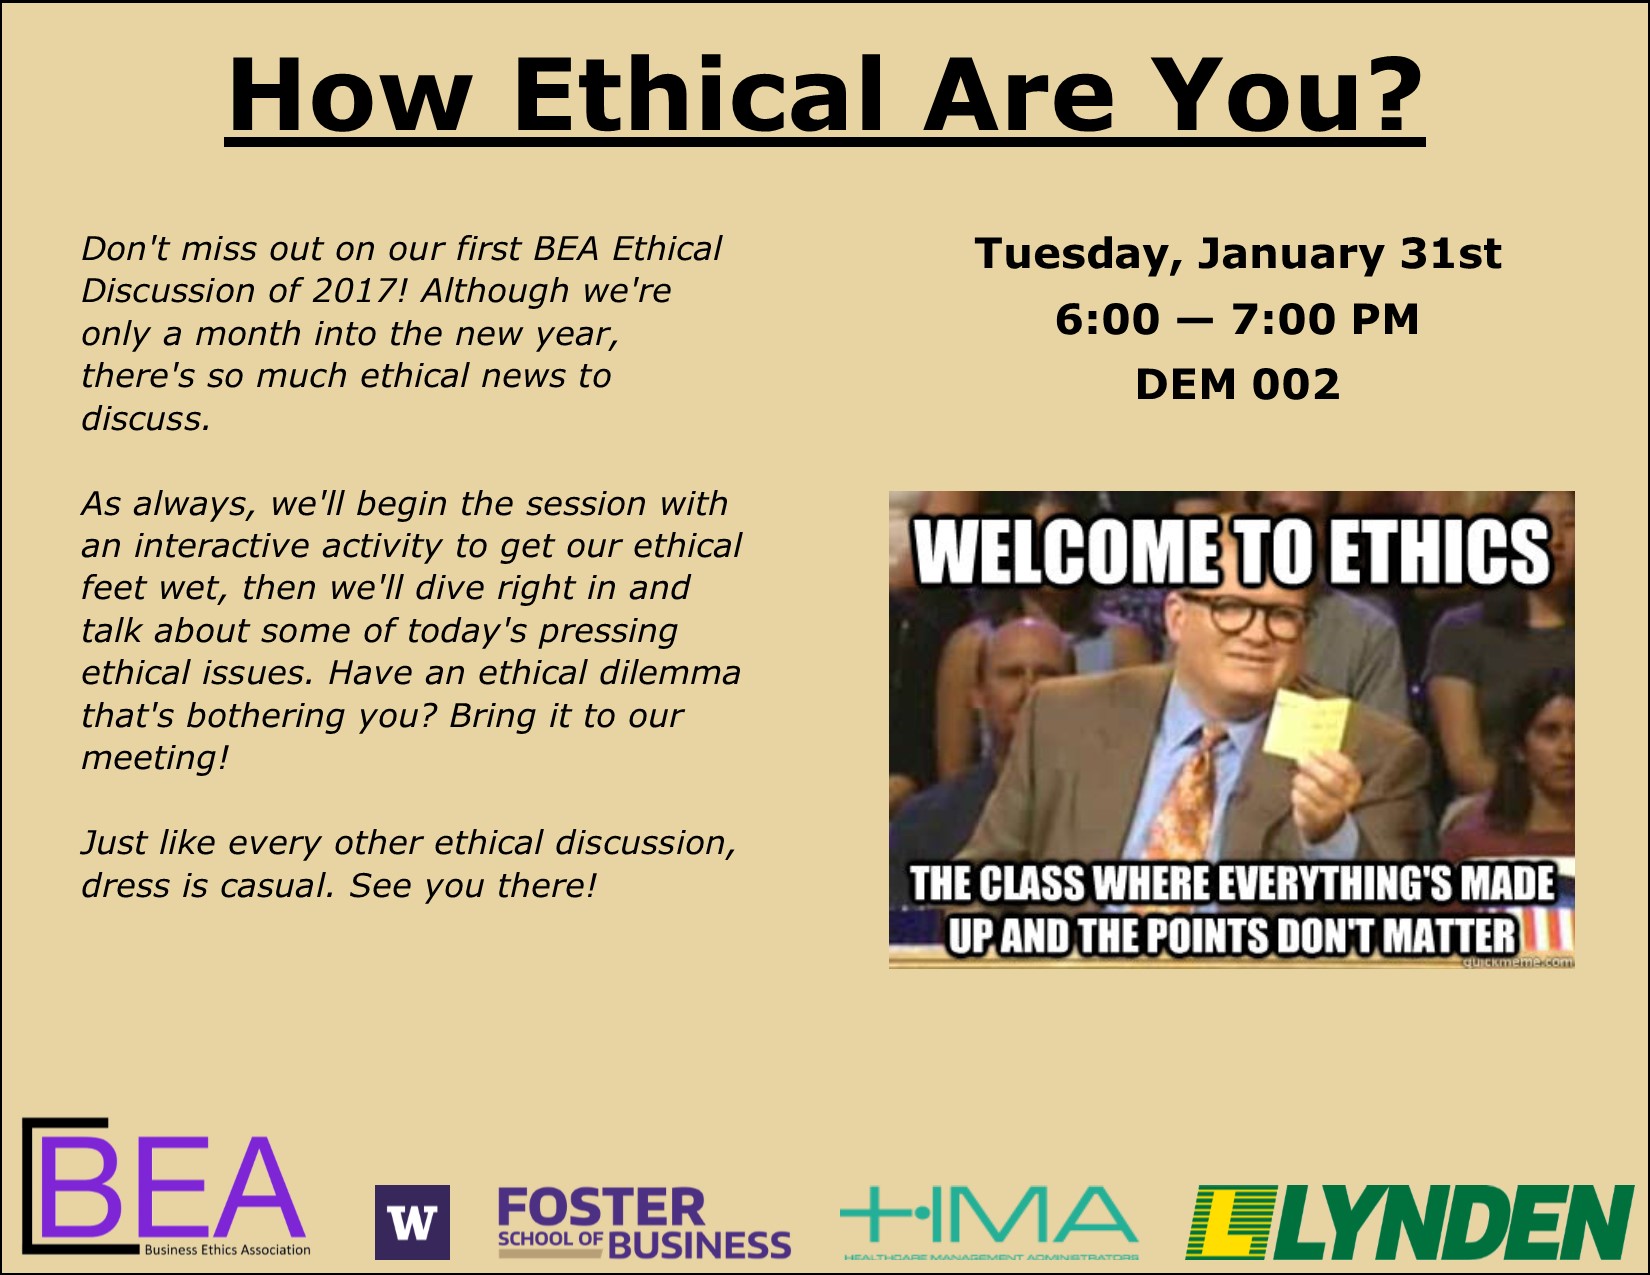 How Ethical Are You?
Don't miss out on our first BEA Ethical
Discussion of 2017! Although we're
only a month into the new year,
there's so much ethical news to
discuss.
As always, we'll begin the session with
an interactive activity to get our ethical
feet wet, then we'll dive right in and
talk about some of today's pressing
ethical issues. Have an ethical dilemma
that's bothering you? Bring it to our
meeting!
Just like every other ethical discussion,
dress is casual. See you there!
Tuesday, January 31st
6:00 — 7:00 PM
DEM 002
WELCOME TO ETHICS
THE CLASS WHERE EVERYTHING'S MADE
UP AND THE POINTS DON'T MATTER
quickmeme.com
BEA
Business Ethics Association
W
FOSTER
SCHOOL OF BUSINESS
HMA
HEALTHCARE MANAGEMENT ADMINISTRATORS
L LYNDEN